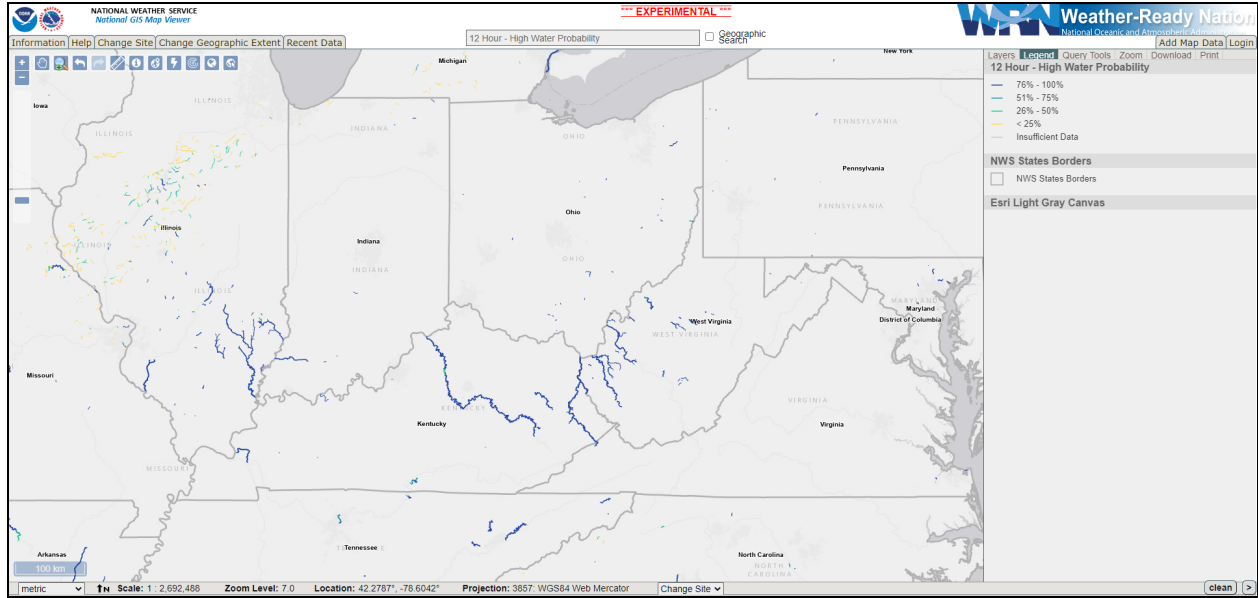 NATIONAL WEATHER SERVICE
National GIS Map Viewer
*** EXPERIMENTAL ***
Weather-Ready Nation
National Oceanic and Atmospheric Administration
Information Help Change Site Change Geographic Extent Recent Data
12 Hour - High Water Probability
Geographic Search
Add Map Data Login
Layers Legend Query Tools Zoom Download Print
12 Hour - High Water Probability
76% - 100%
51% - 75%
26% - 50%
< 25%
Insufficient Data
NWS States Borders
NWS States Borders
Esri Light Gray Canvas
New York
Michigan
Iowa
ILLINOIS
ILLINOIS
INDIANA
OHIO
PENNSYLVANIA
Pennsylvania
PENNSYLVANIA
Ohio
Illinois
Indiana
ILLINOIS
OHIO
INDIANA
ILLINOIS
MARYLAND
Maryland
District of Columbia
West Virginia
WEST VIRGINIA
Missouri
VIRGINIA
KENTUCKY
Kentucky
Virginia
MISSOURI
Arkansas
Tennessee
North Carolina
NORTH
CAROLINA
100 km
metric
N Scale: 1 : 2,692,488 Zoom Level: 7.0 Location: 42.2787°, -78.6042° Projection: 3857: WGS84 Web Mercator Change Site
clean >